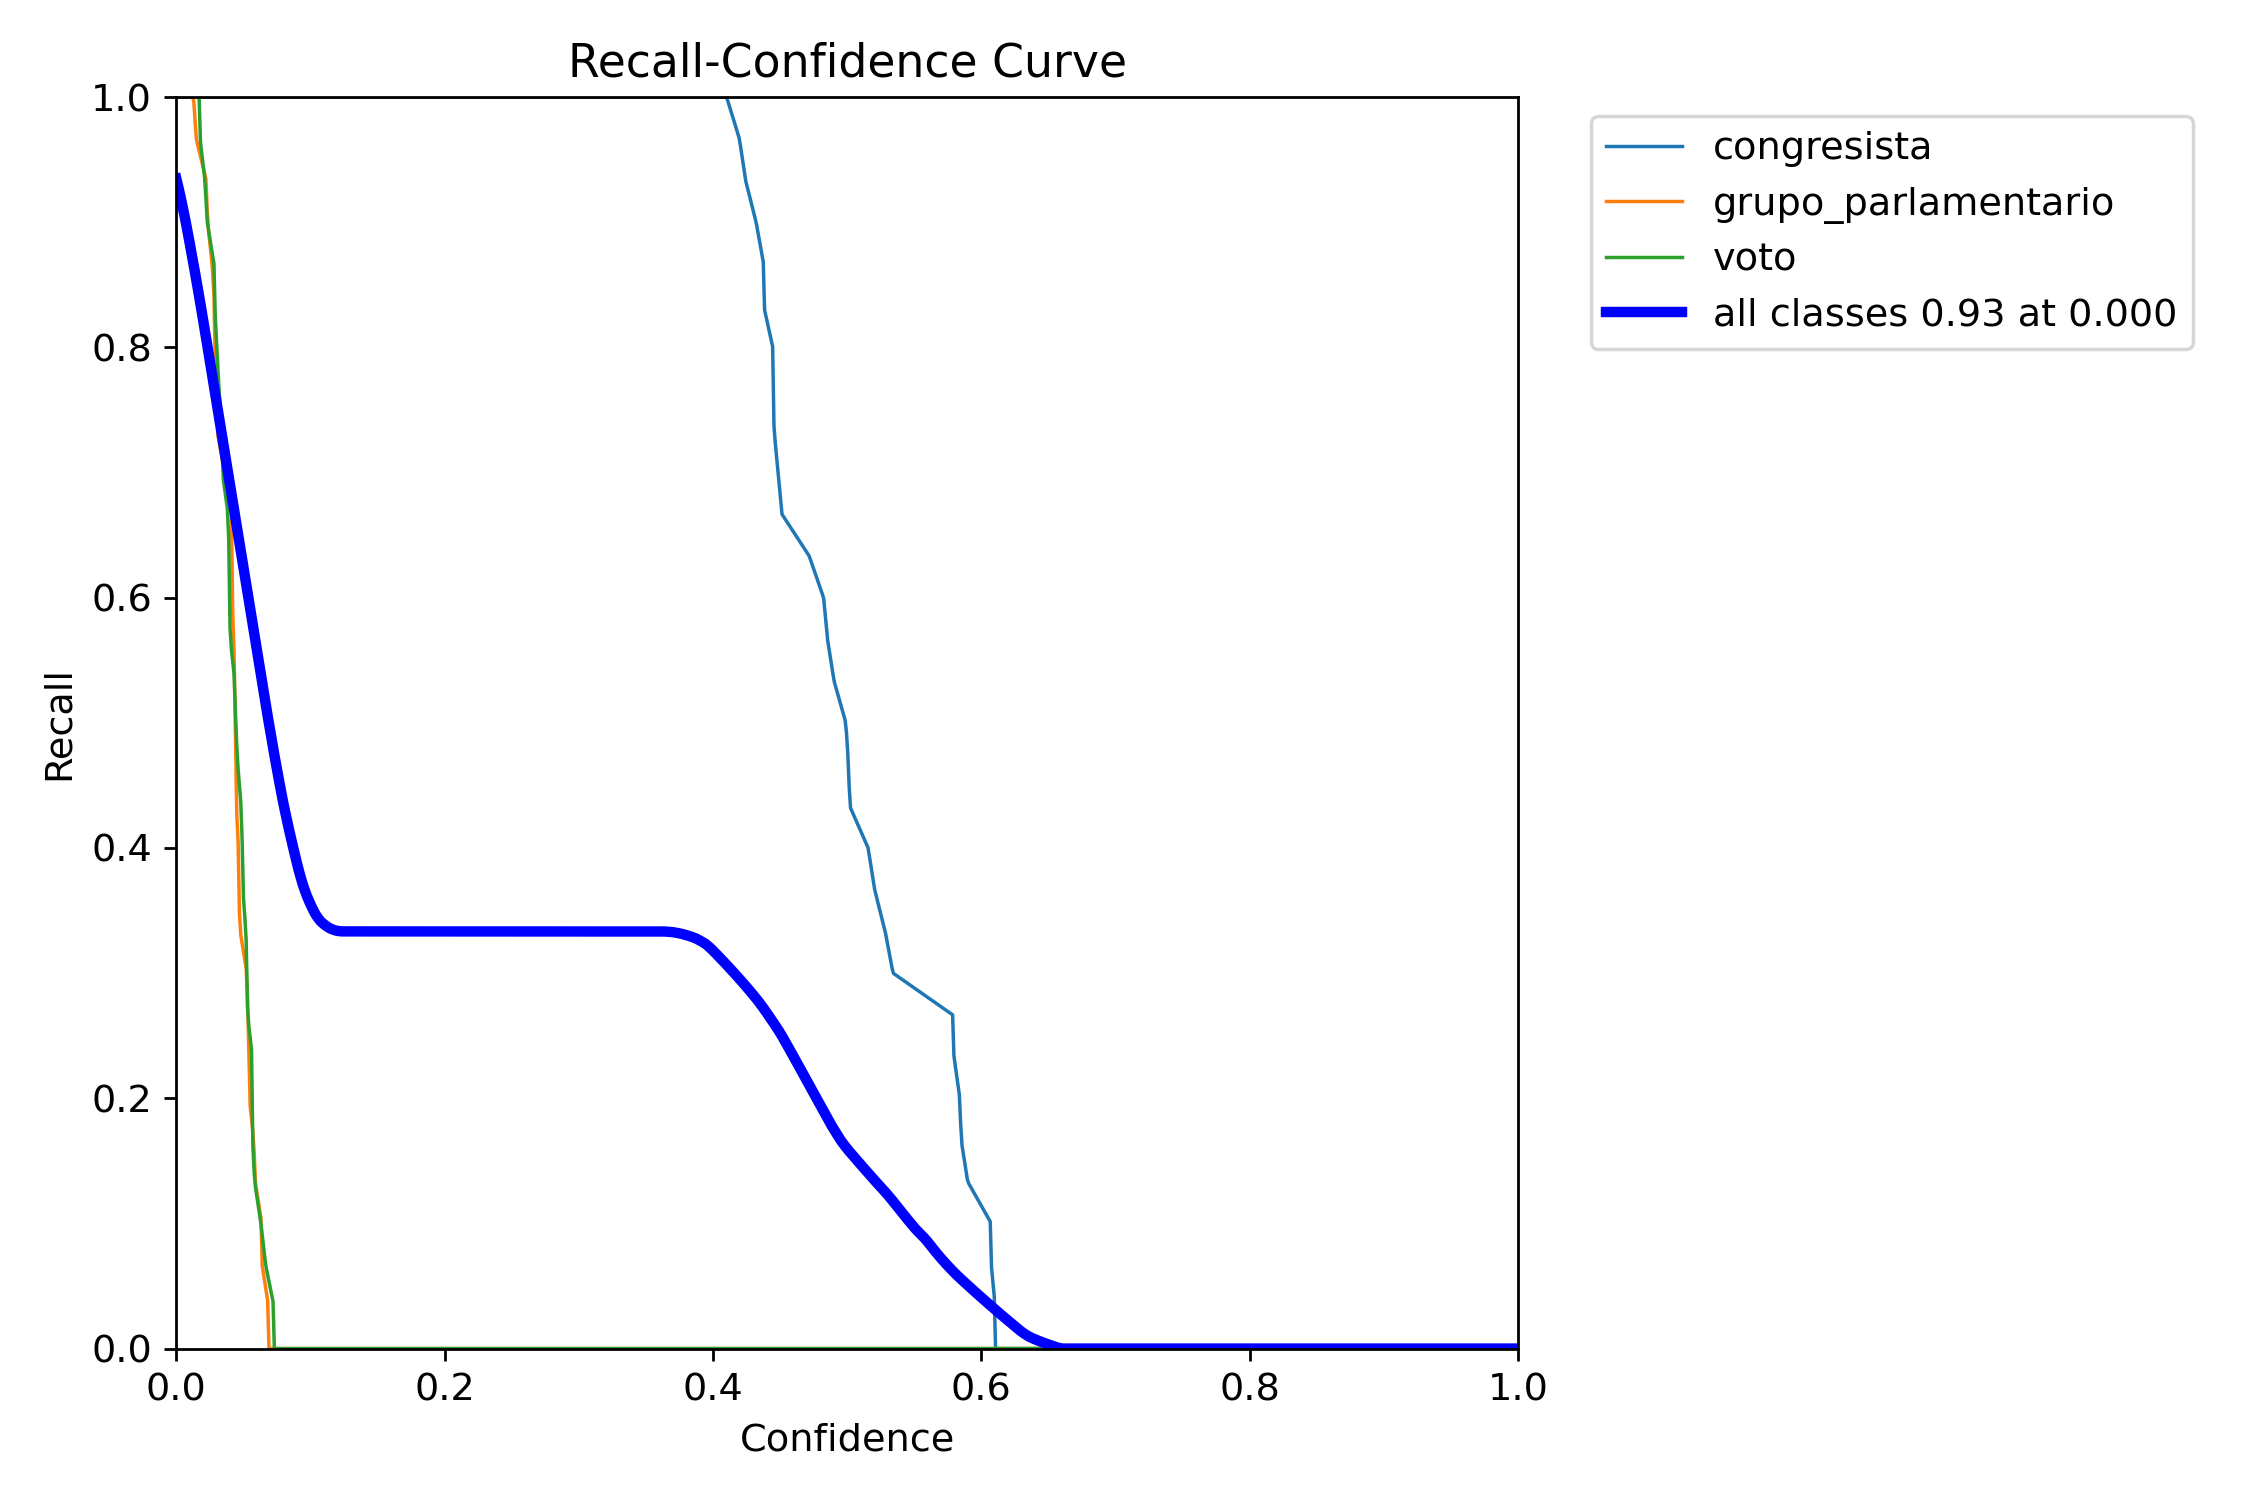 Recall-Confidence Curve
1.0
0.8
0.6
0.4
0.2
0.0
Recall
0.0 0.2 0.4 0.6 0.8 1.0
Confidence
congresista
grupo_parlamentario
voto
all classes 0.93 at 0.000